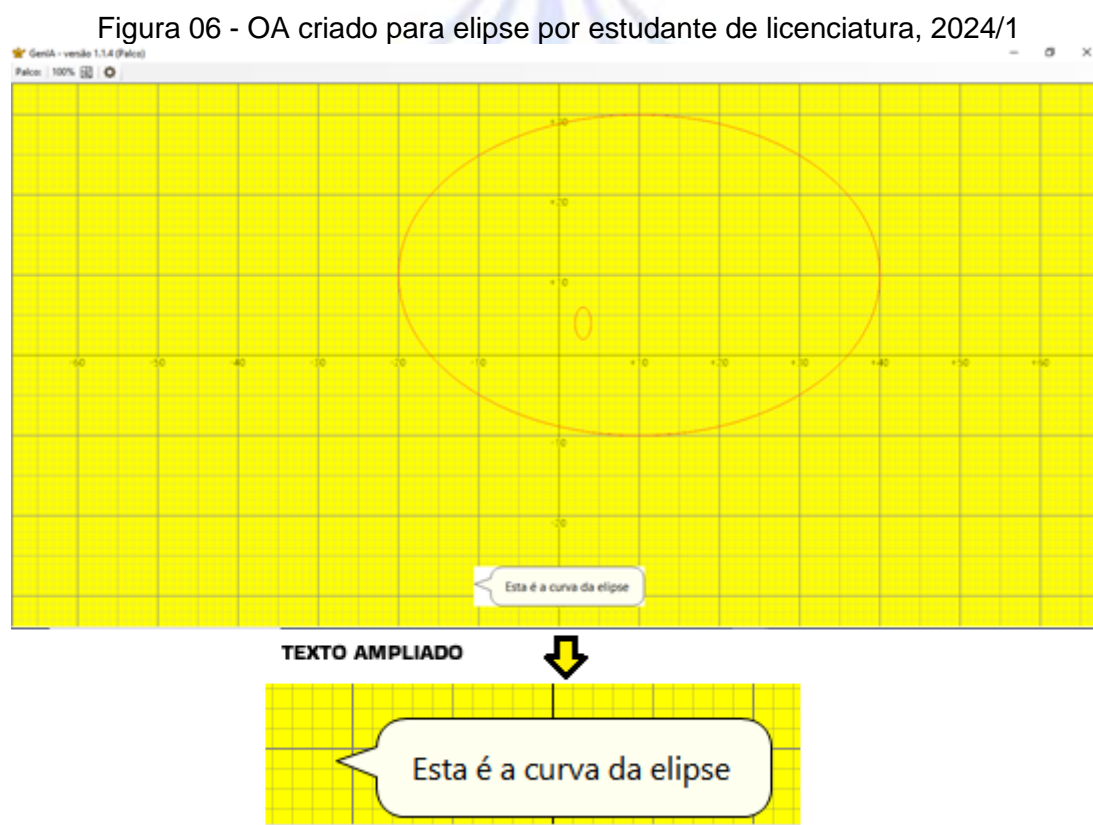 Figura 06 - OA criado para elipse por estudante de licenciatura, 2024/1
GenIA - versão 1.1.4 (Palco)
Palco: 100%
+30
+20
+10
-60 -50 -40 -30 -20 -10 +10 +20 +30 +40 +50 +60
-10
-20
Esta é a curva da elipse
TEXTO AMPLIADO
Esta é a curva da elipse